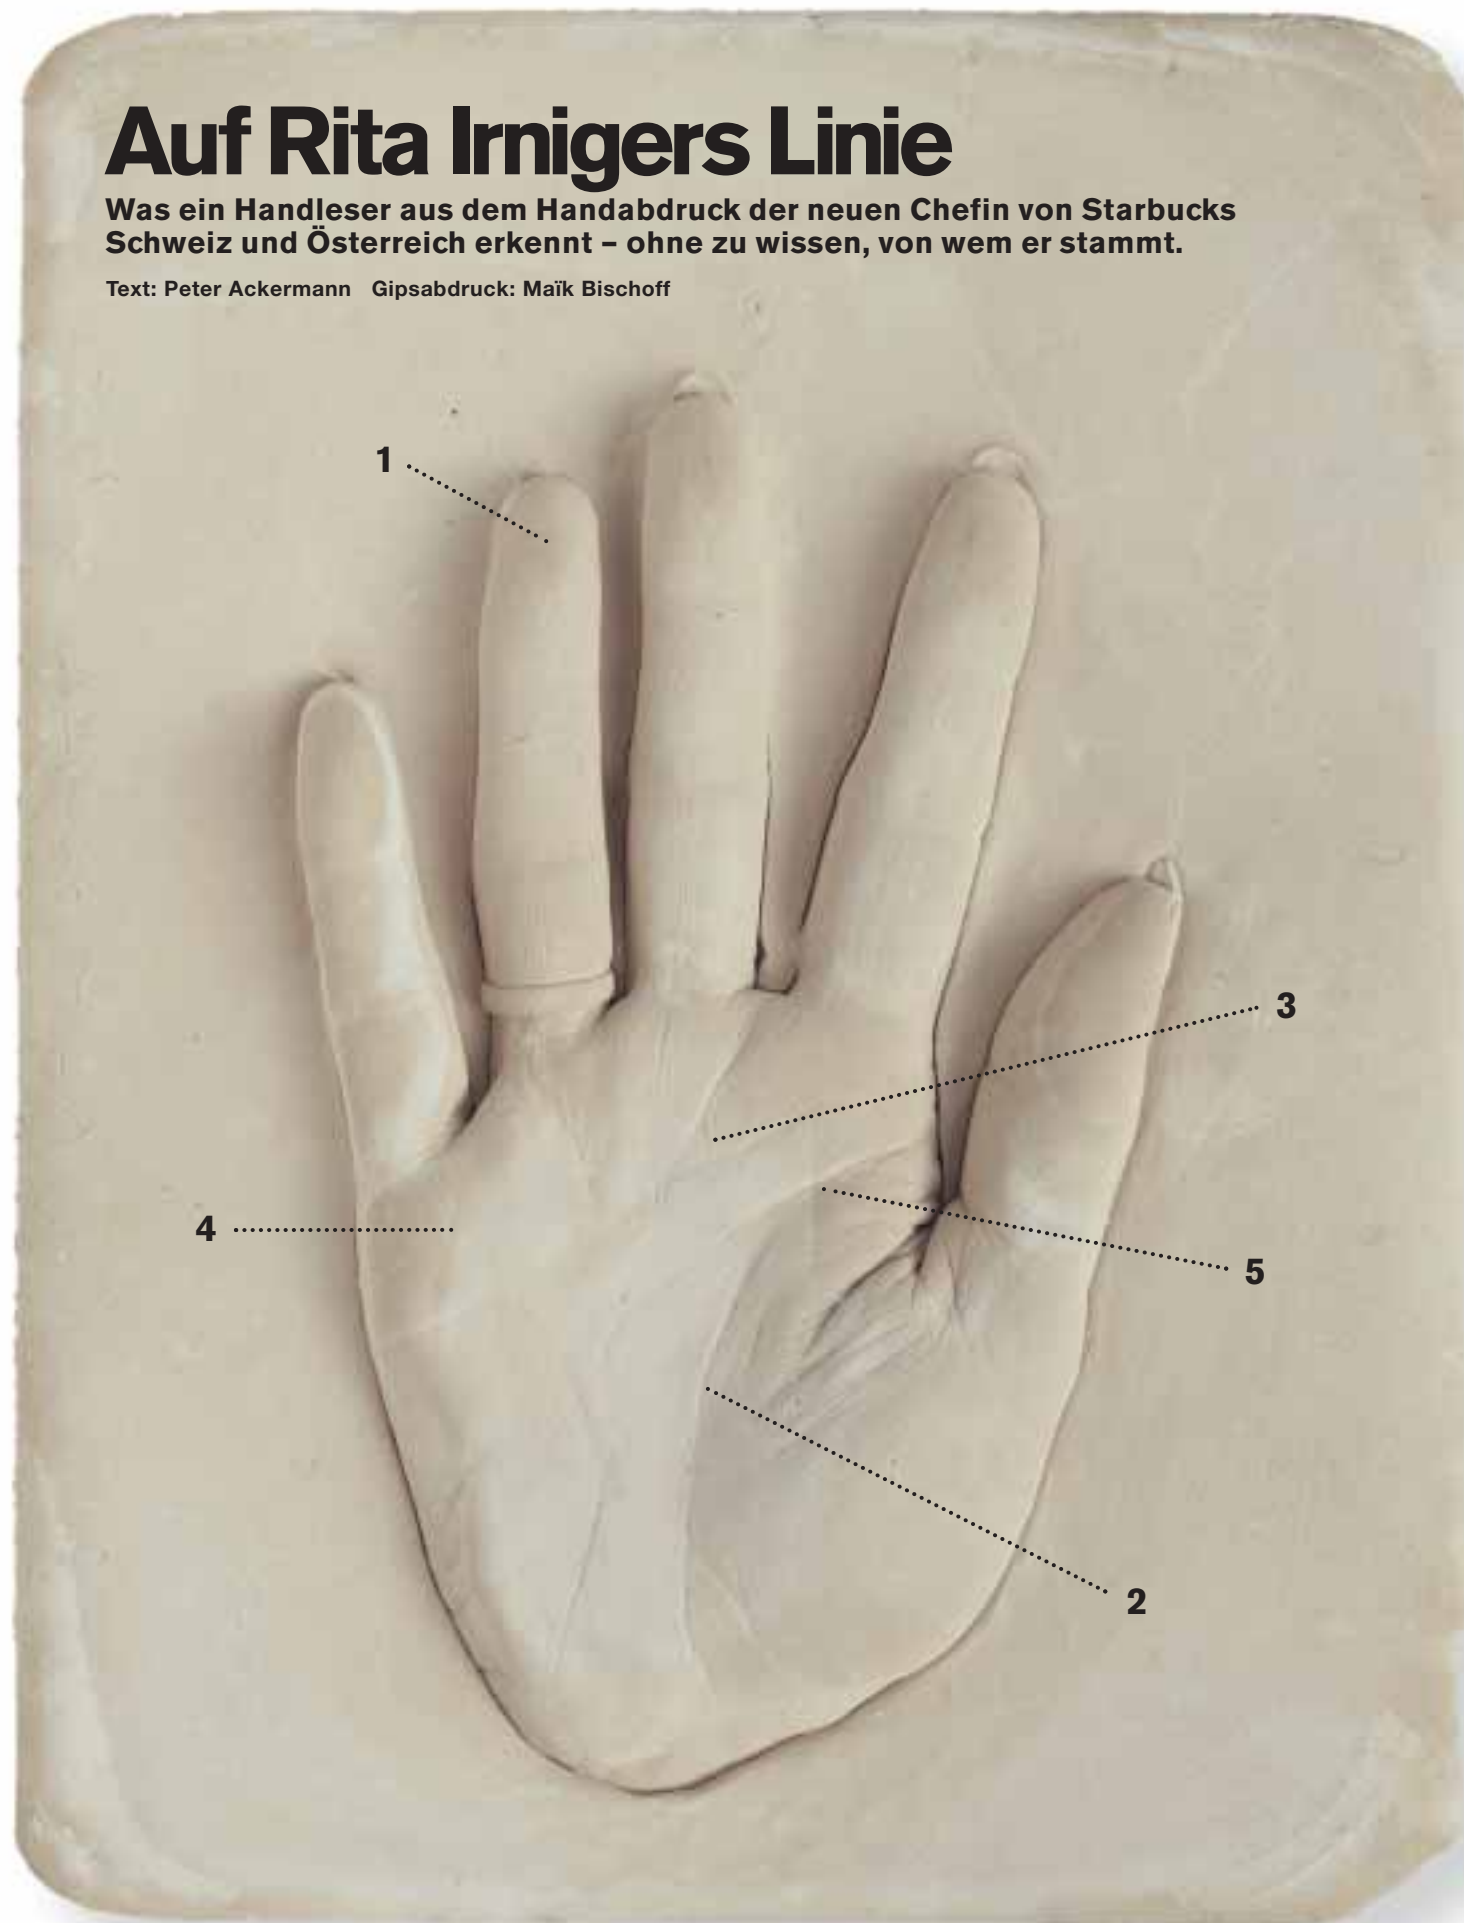 Auf Rita Irnigers Linie
Was ein Handleser aus dem Handabdruck der neuen Chefin von Starbucks
Schweiz und Österreich erkennt – ohne zu wissen, von wem er stammt.
Text: Peter Ackermann Gipsabdruck: Maïk Bischoff
1
3
4
5
2